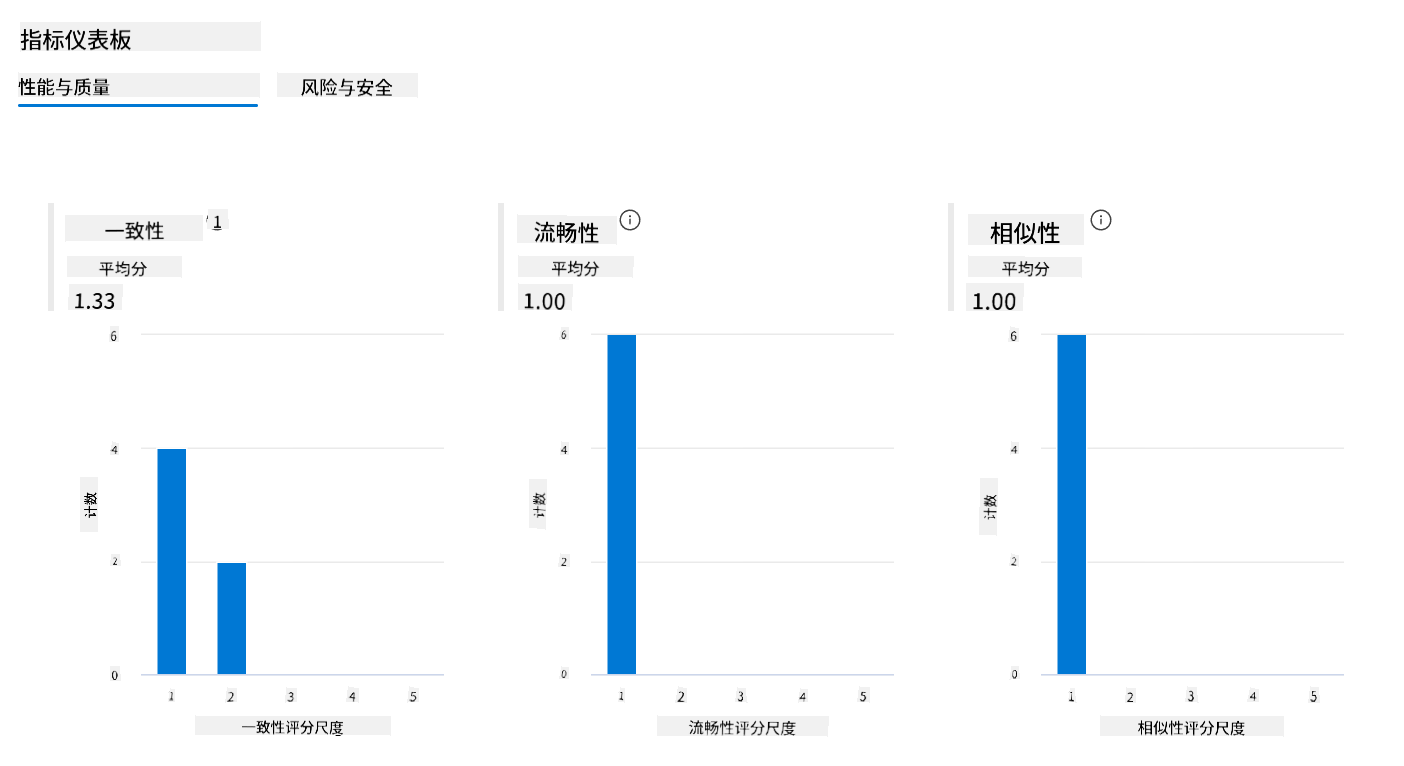 指标仪表板
性能与质量 风险与安全
一致性 1
平均分
1.33
6
4
2
0
计数
1 2 3 4 5
一致性评分尺度
流畅性
平均分
1.00
6
4
2
0
计数
1 2 3 4 5
流畅性评分尺度
相似性
平均分
1.00
6
4
2
0
计数
1 2 3 4 5
相似性评分尺度